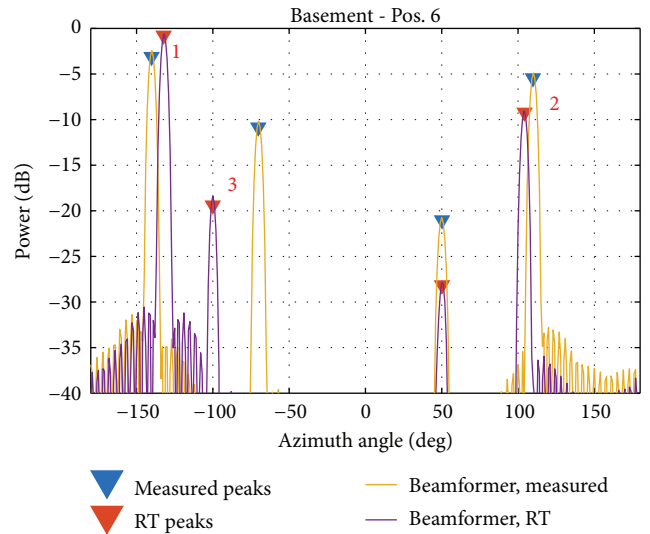 Basement - Pos. 6
0
−5
−10
−15
−20
−25
−30
−35
−40
Power (dB)
1
2
3
−150
−100
−50
0
50
100
150
Azimuth angle (deg)
Measured peaks
RT peaks
Beamformer, measured
Beamformer, RT